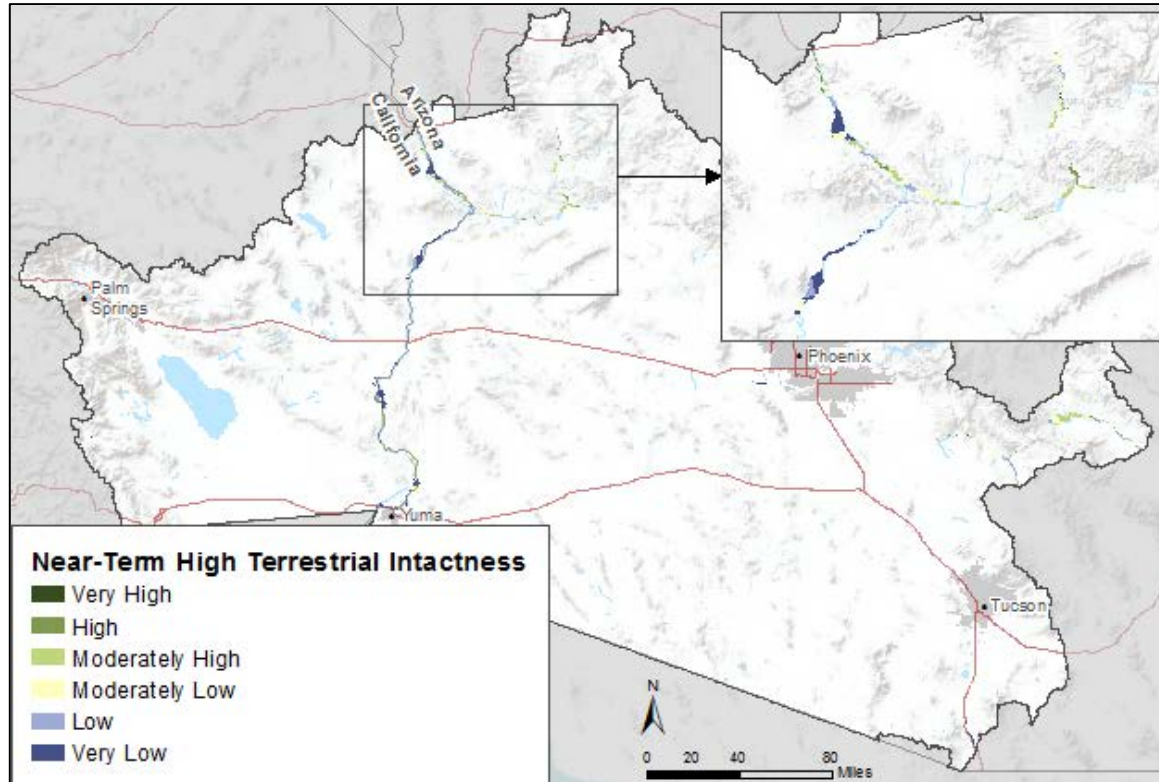 Arizona
California
Palm
Springs
Phoenix
Yuma
Tucson
Near-Term High Terrestrial Intactness
Very High
High
Moderately High
Moderately Low
Low
Very Low
N
0 20 40 80
Miles